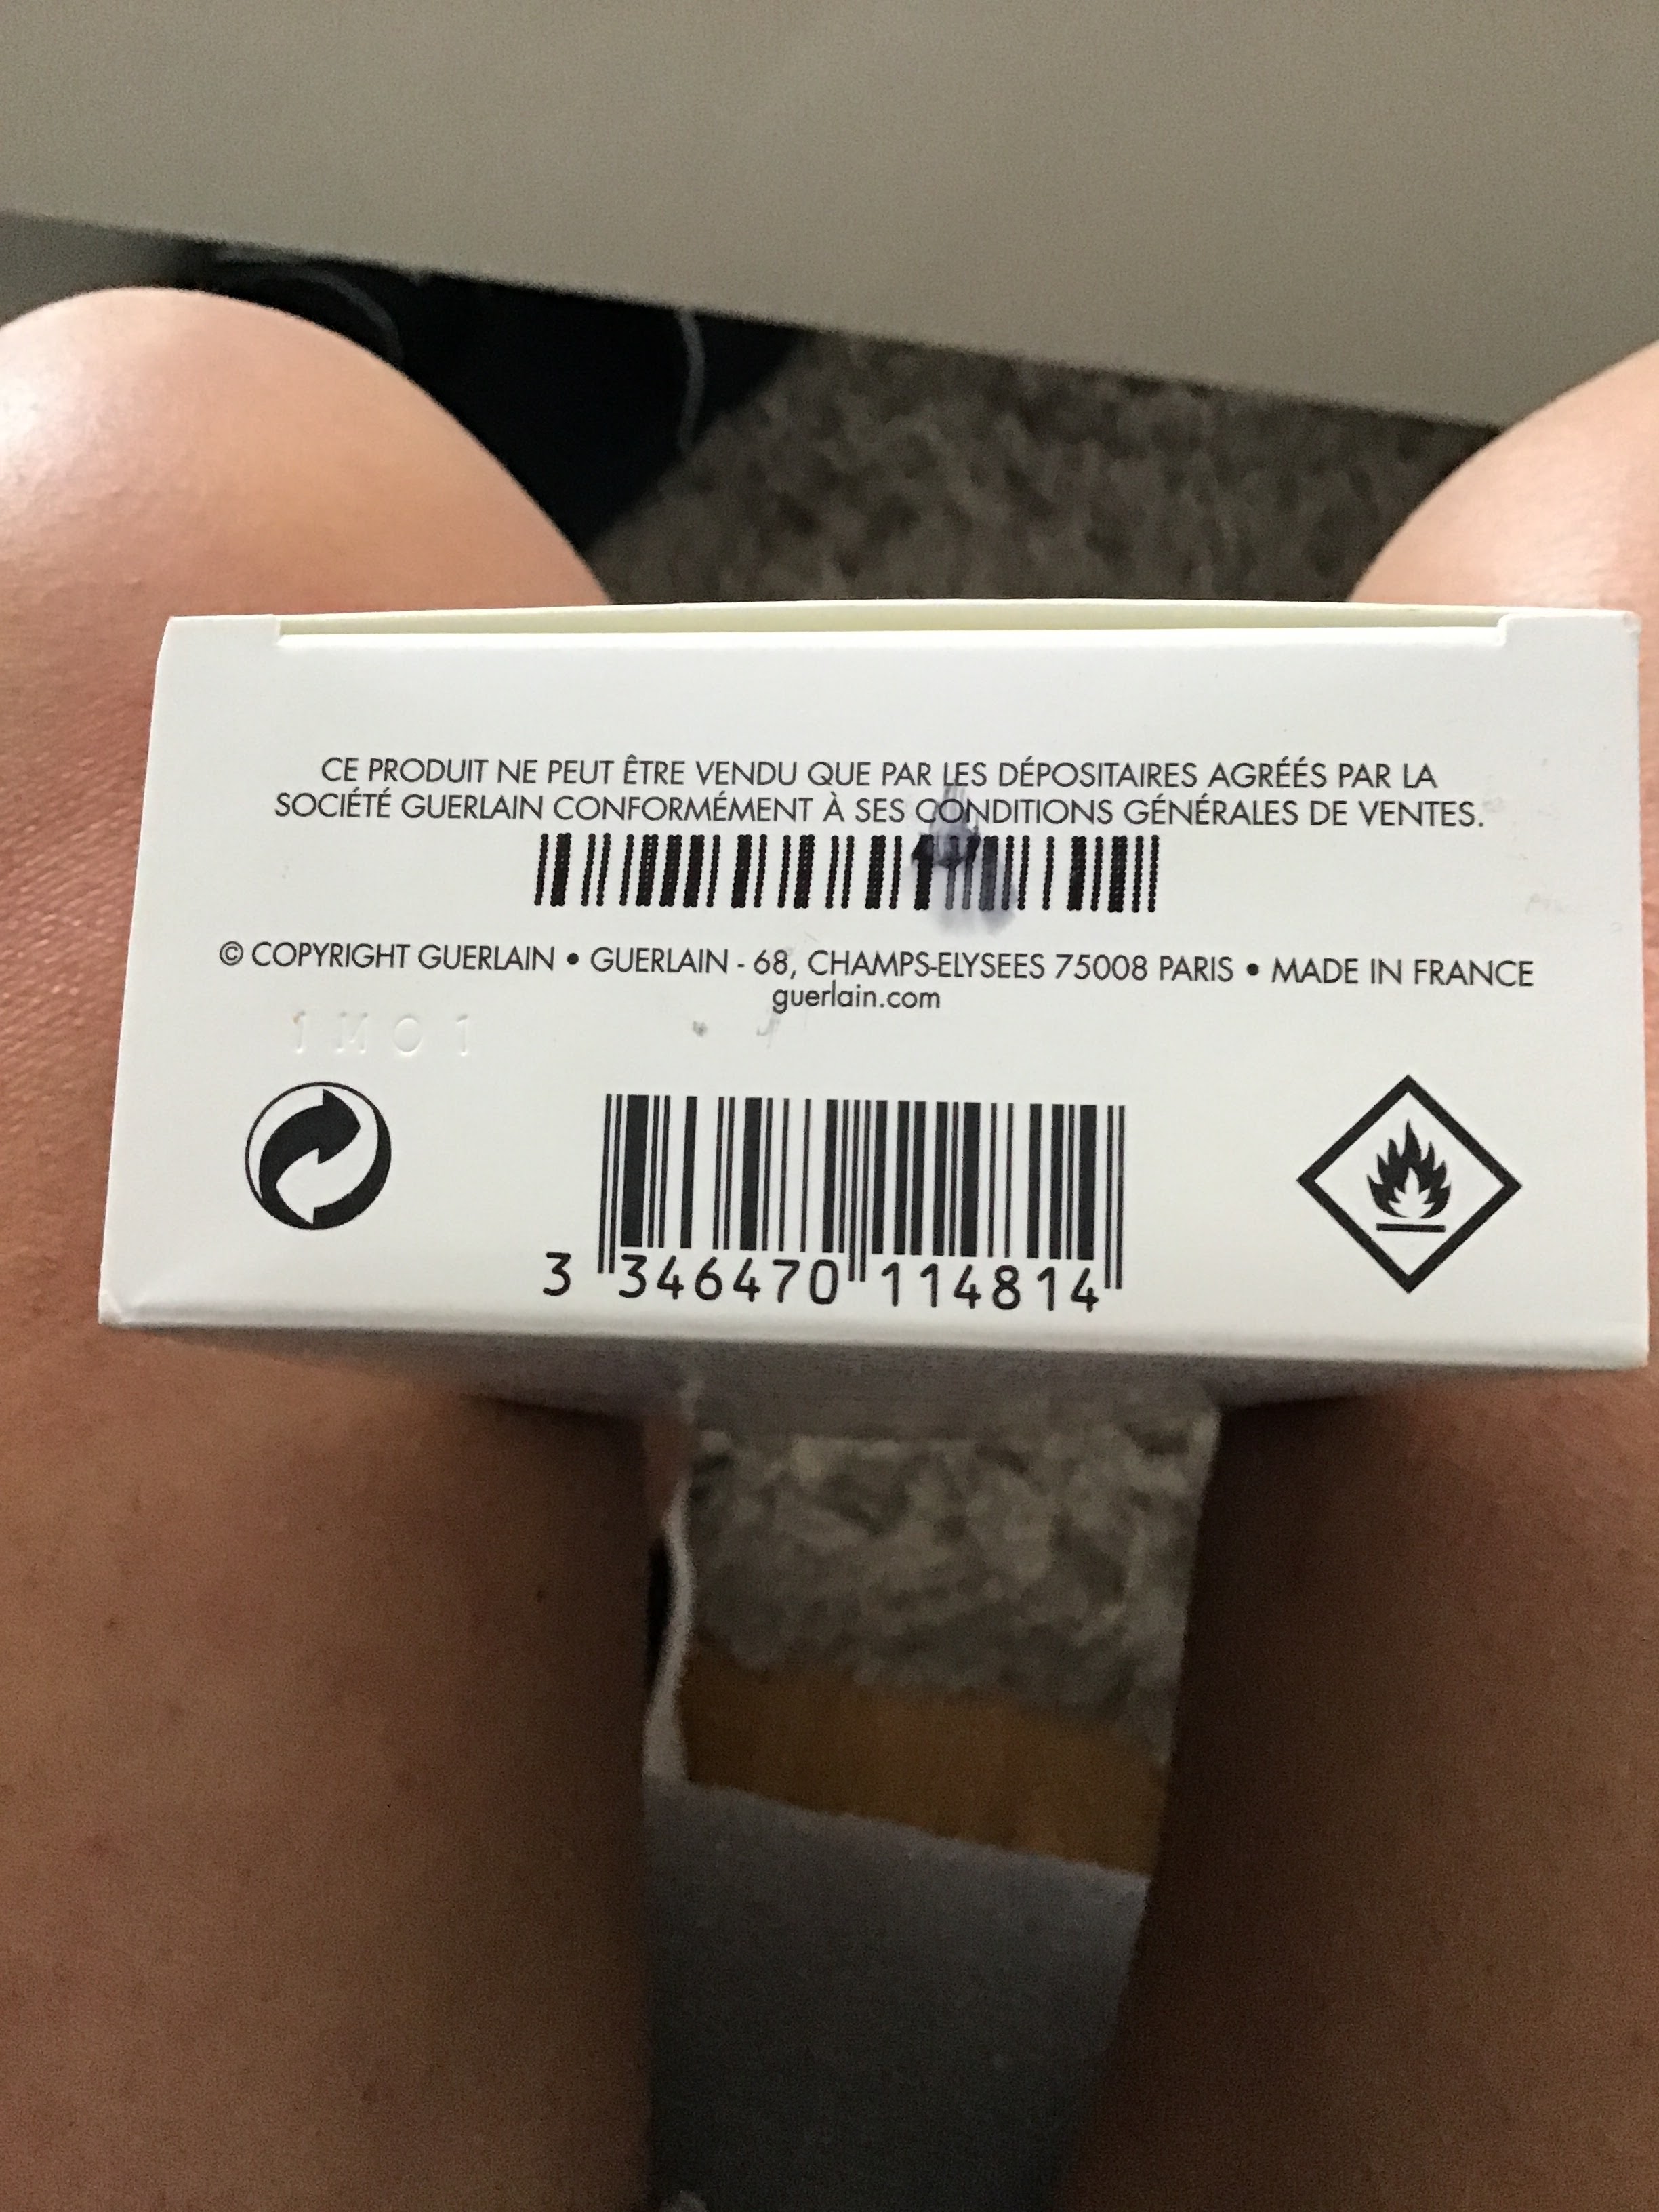 CE PRODUIT NE PEUT ÊTRE VENDU QUE PAR LES DÉPOSITAIRES AGRÉÉS PAR LA
SOCIÉTÉ GUERLAIN CONFORMÉMENT À SES CONDITIONS GÉNÉRALES DE VENTES.
© COPYRIGHT GUERLAIN • GUERLAIN - 68, CHAMPS-ELYSEES 75008 PARIS • MADE IN FRANCE
guerlain.com
1M01
3 346470 114814